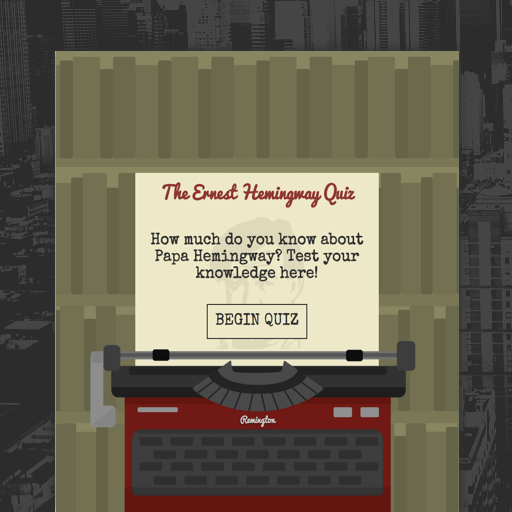 The Ernest Hemingway Quiz
How much do you know about
Papa Hemingway? Test your
knowledge here!
BEGIN QUIZ
Remington